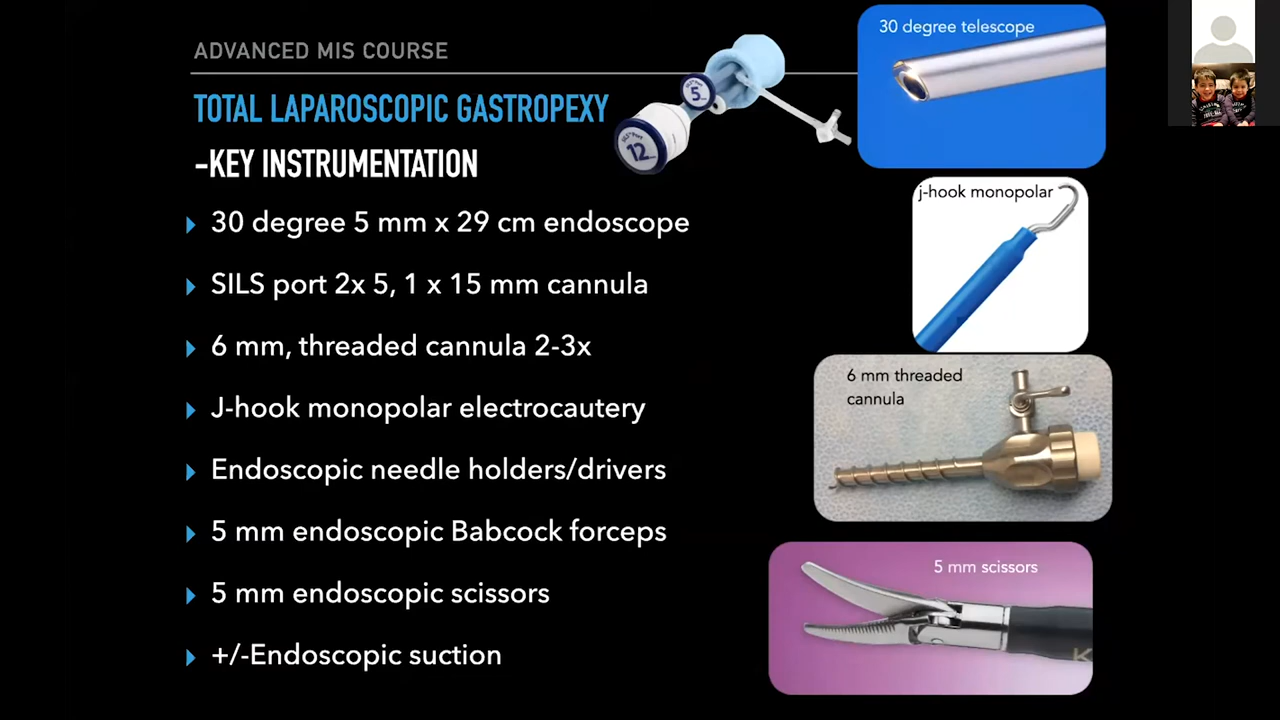 ADVANCED MIS COURSE
TOTAL LAPAROSCOPIC GASTROPEXY
-KEY INSTRUMENTATION
30 degree 5 mm x 29 cm endoscope
SILS port 2x 5, 1 x 15 mm cannula
6 mm, threaded cannula 2-3x
J-hook monopolar electrocautery
Endoscopic needle holders/drivers
5 mm endoscopic Babcock forceps
5 mm endoscopic scissors
+/-Endoscopic suction
5
SILS™ Port
12
30 degree telescope
j-hook monopolar
6 mm threaded
cannula
5 mm scissors
K